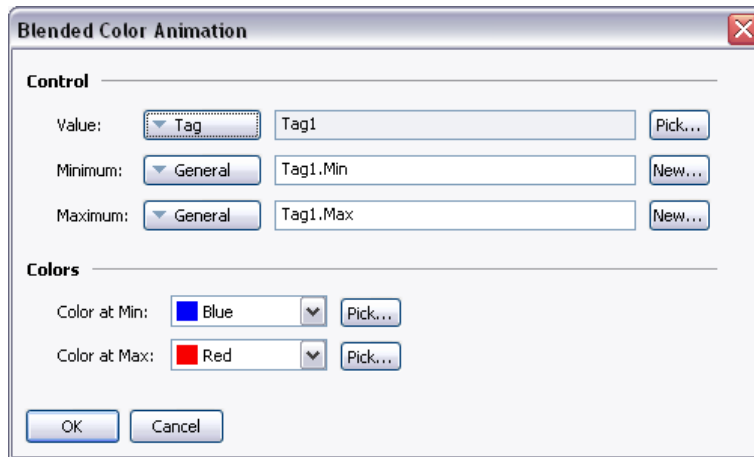 Blended Color Animation
Control
Value: Tag Tag1 Pick...
Minimum: General Tag1.Min New...
Maximum: General Tag1.Max New...
Colors
Color at Min: Blue Pick...
Color at Max: Red Pick...
OK Cancel